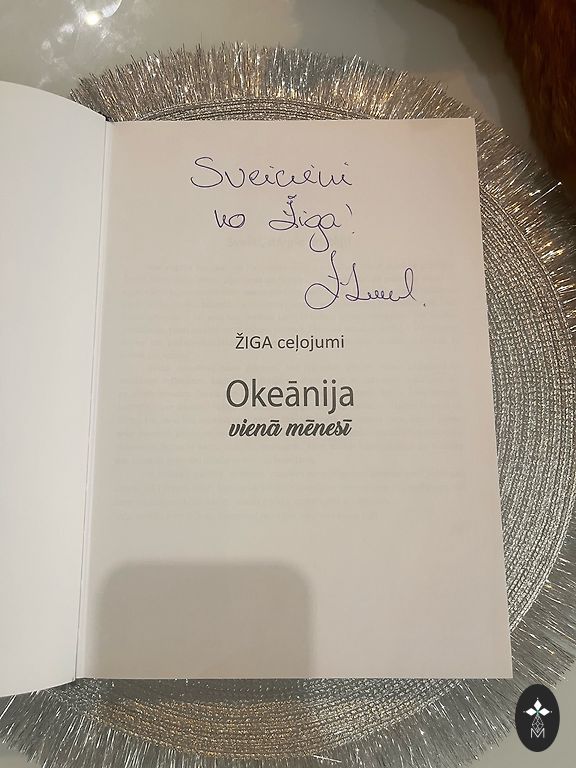 Sveicieni
no Žiga!
ŽIGA ceļojumi
Okeānija
vienā mēnesī
M